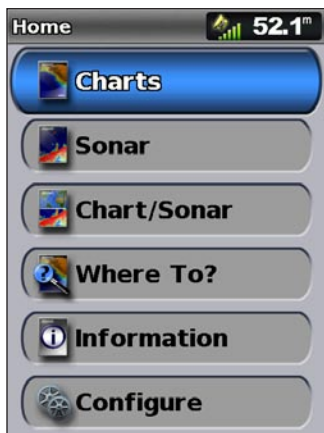 Home 52.1m
Charts
Sonar
Chart/Sonar
Where To?
Information
Configure